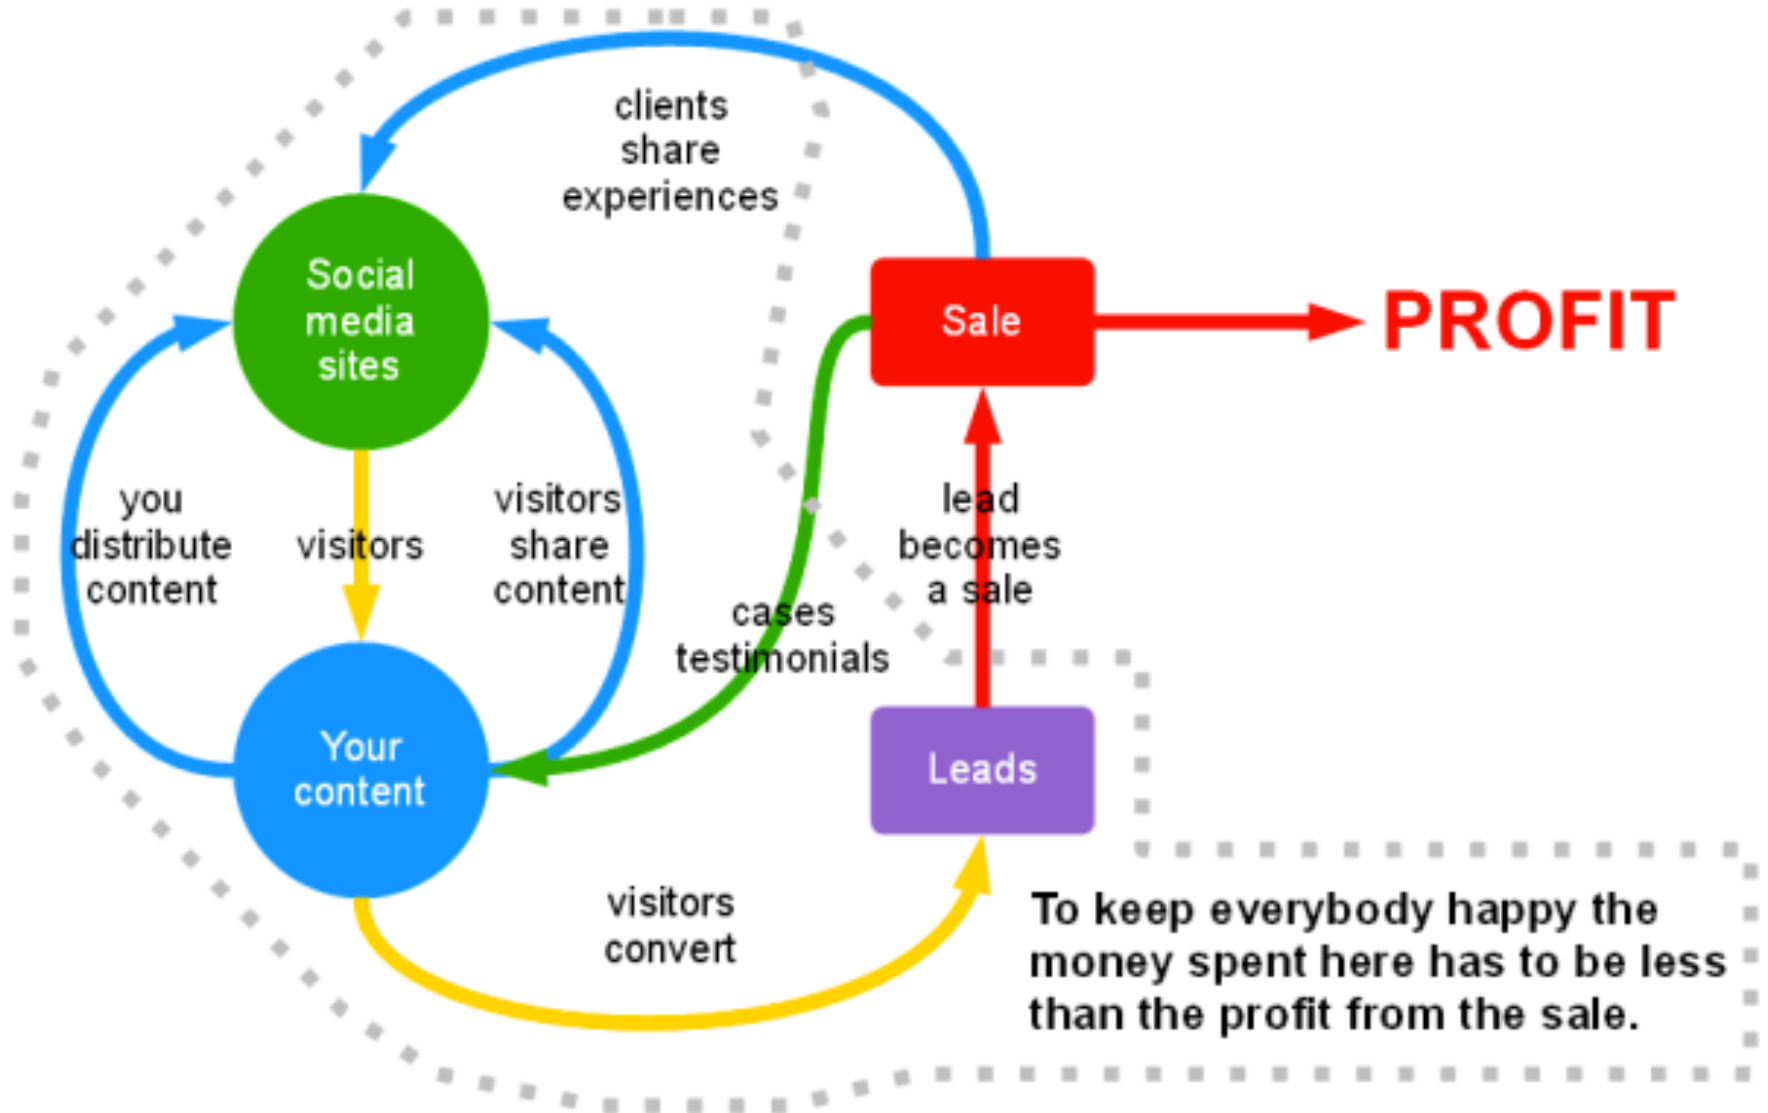 clients
share
experiences
Social
media
sites
Sale
PROFIT
you
distribute
content
visitors
visitors
share
content
lead
becomes
a sale
cases
testimonials
Your
content
Leads
visitors
convert
To keep everybody happy the
money spent here has to be less
than the profit from the sale.